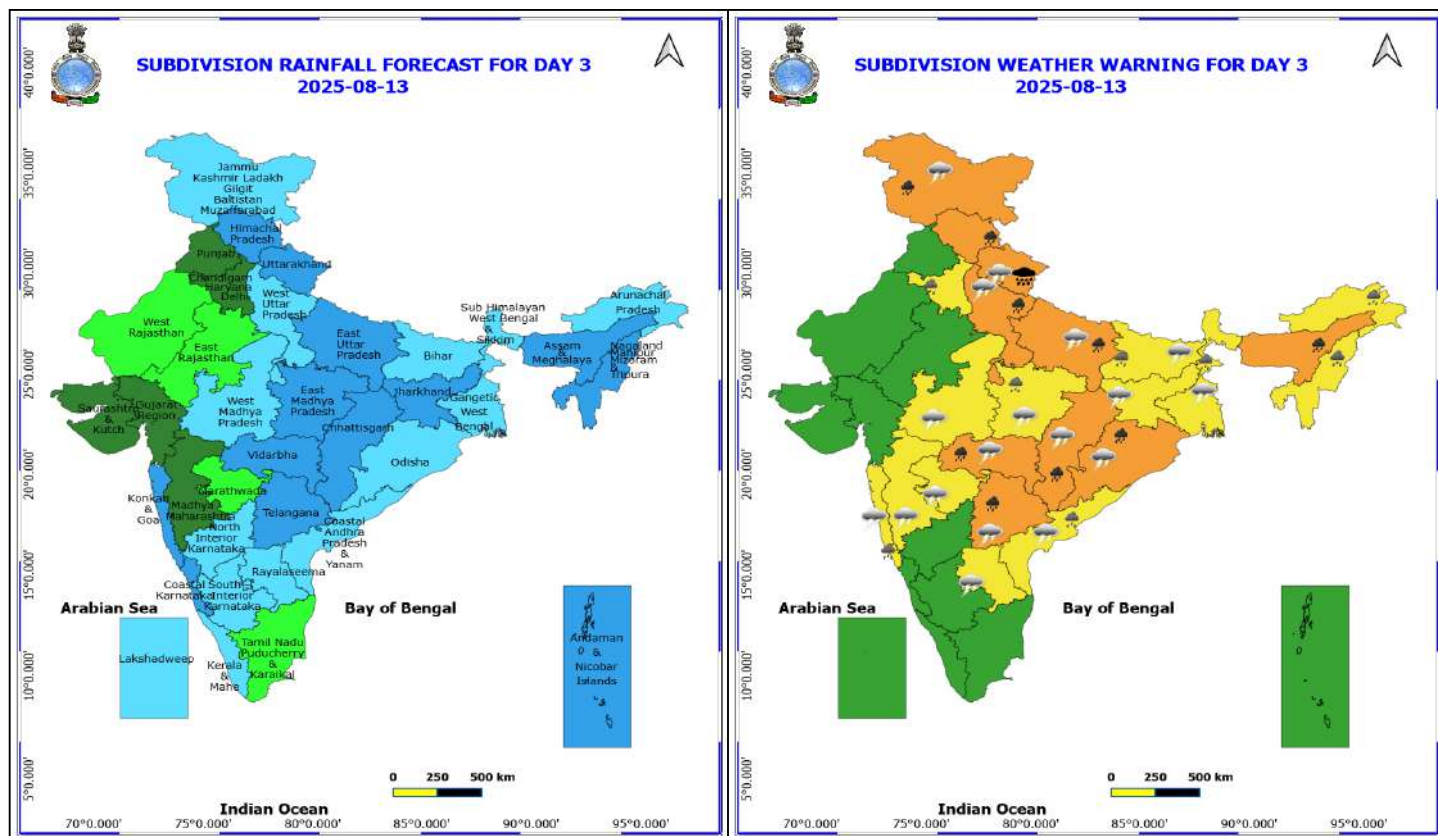 SUBDIVISION RAINFALL FORECAST FOR DAY 3
2025-08-13
40°0.000'
35°0.000'
30°0.000'
25°0.000'
20°0.000'
15°0.000'
10°0.000'
5°0.000'
Jammu
Kashmir Ladakh
Gilgit
Baltistan
Muzaffarabad
Himachal
Pradesh
Punjab
Uttarakhand
Chandigarh
Haryana
Delhi
West
Uttar
Pradesh
Arunachal
Pradesh
Sub Himalayan
West Bengal
&
Sikkim
West
Rajasthan
East
Rajasthan
East
Uttar
Pradesh
Bihar
Assam
&
Meghalaya
Nagaland
Manipur
Mizoram
&
Tripura
Jharkhand
Gangetic
West
Bengal
East
Madhya
Pradesh
West
Madhya
Pradesh
Gujarat
Region
Saurashtra
&
Kutch
Chhattisgarh
Vidarbha
Odisha
Marathwada
Konkan
&
Goa
Madhya
Maharashtra
Telangana
North
Interior
Karnataka
Coastal
Andhra
Pradesh
&
Yanam
Rayalaseema
Coastal
Karnataka
South
Interior
Karnataka
Arabian Sea
Bay of Bengal
Lakshadweep
Tamil Nadu
Puducherry
&
Karaikal
Kerala
&
Mahe
Andaman
&
Nicobar
Islands
0 250 500 km
Indian Ocean
70°0.000' 75°0.000' 80°0.000' 85°0.000' 90°0.000' 95°0.000'
SUBDIVISION WEATHER WARNING FOR DAY 3
2025-08-13
40°0.000'
35°0.000'
30°0.000'
25°0.000'
20°0.000'
15°0.000'
10°0.000'
5°0.000'
Arabian Sea
Bay of Bengal
0 250 500 km
Indian Ocean
70°0.000' 75°0.000' 80°0.000' 85°0.000' 90°0.000' 95°0.000'